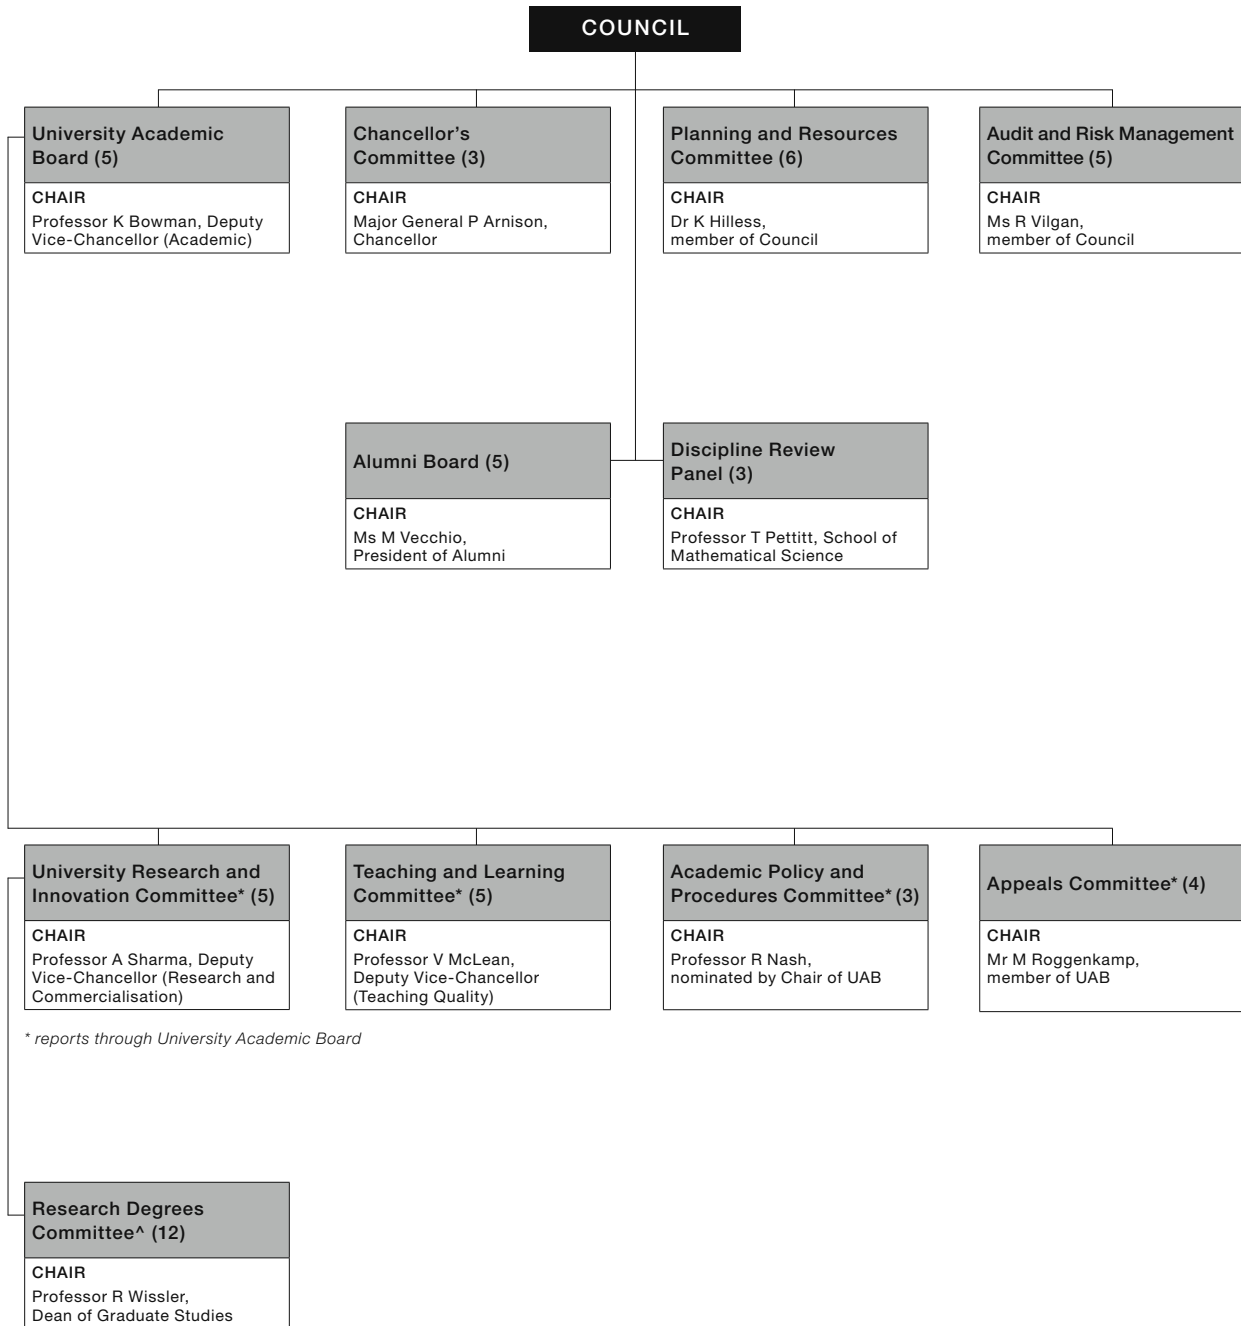 COUNCIL
University Academic
Board (5)
CHAIR
Professor K Bowman, Deputy
Vice-Chancellor (Academic)
Chancellor's
Committee (3)
CHAIR
Major General P Arnison,
Chancellor
Planning and Resources
Committee (6)
CHAIR
Dr K Hilless,
member of Council
Audit and Risk Management
Committee (5)
CHAIR
Ms R Vilgan,
member of Council
Alumni Board (5)
CHAIR
Ms M Vecchio,
President of Alumni
Discipline Review
Panel (3)
CHAIR
Professor T Pettitt, School of
Mathematical Science
University Research and
Innovation Committee* (5)
CHAIR
Professor A Sharma, Deputy
Vice-Chancellor (Research and
Commercialisation)
Teaching and Learning
Committee* (5)
CHAIR
Professor V McLean,
Deputy Vice-Chancellor
(Teaching Quality)
Academic Policy and
Procedures Committee* (3)
CHAIR
Professor R Nash,
nominated by Chair of UAB
Appeals Committee* (4)
CHAIR
Mr M Roggenkamp,
member of UAB
* reports through University Academic Board
Research Degrees
Committee^ (12)
CHAIR
Professor R Wissler,
Dean of Graduate Studies